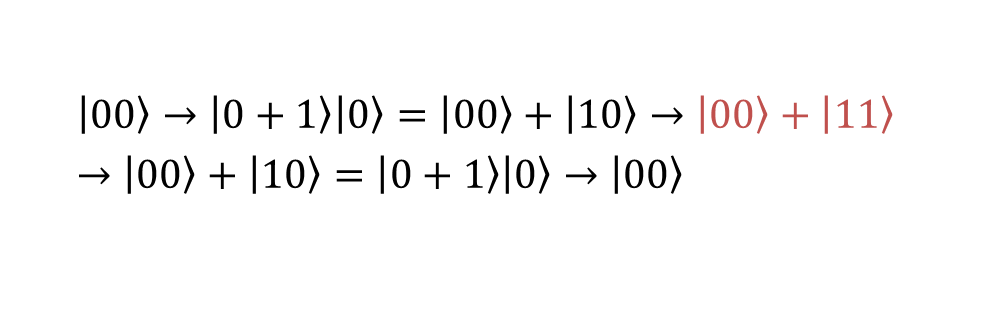 |00⟩ → |0 + 1⟩|0⟩ = |00⟩ + |10⟩ → |00⟩ + |11⟩
→ |00⟩ + |10⟩ = |0 + 1⟩|0⟩ → |00⟩